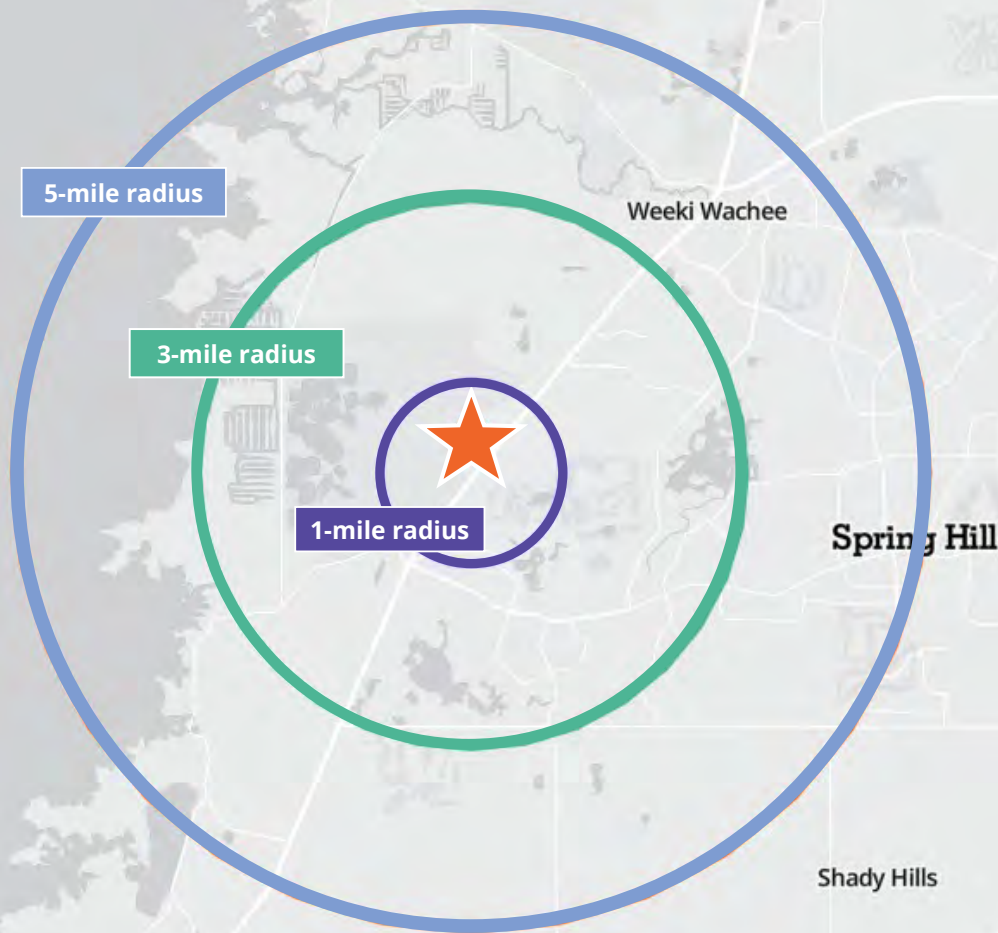 5-mile radius
Weeki Wachee
3-mile radius
1-mile radius
Spring Hill
Shady Hills